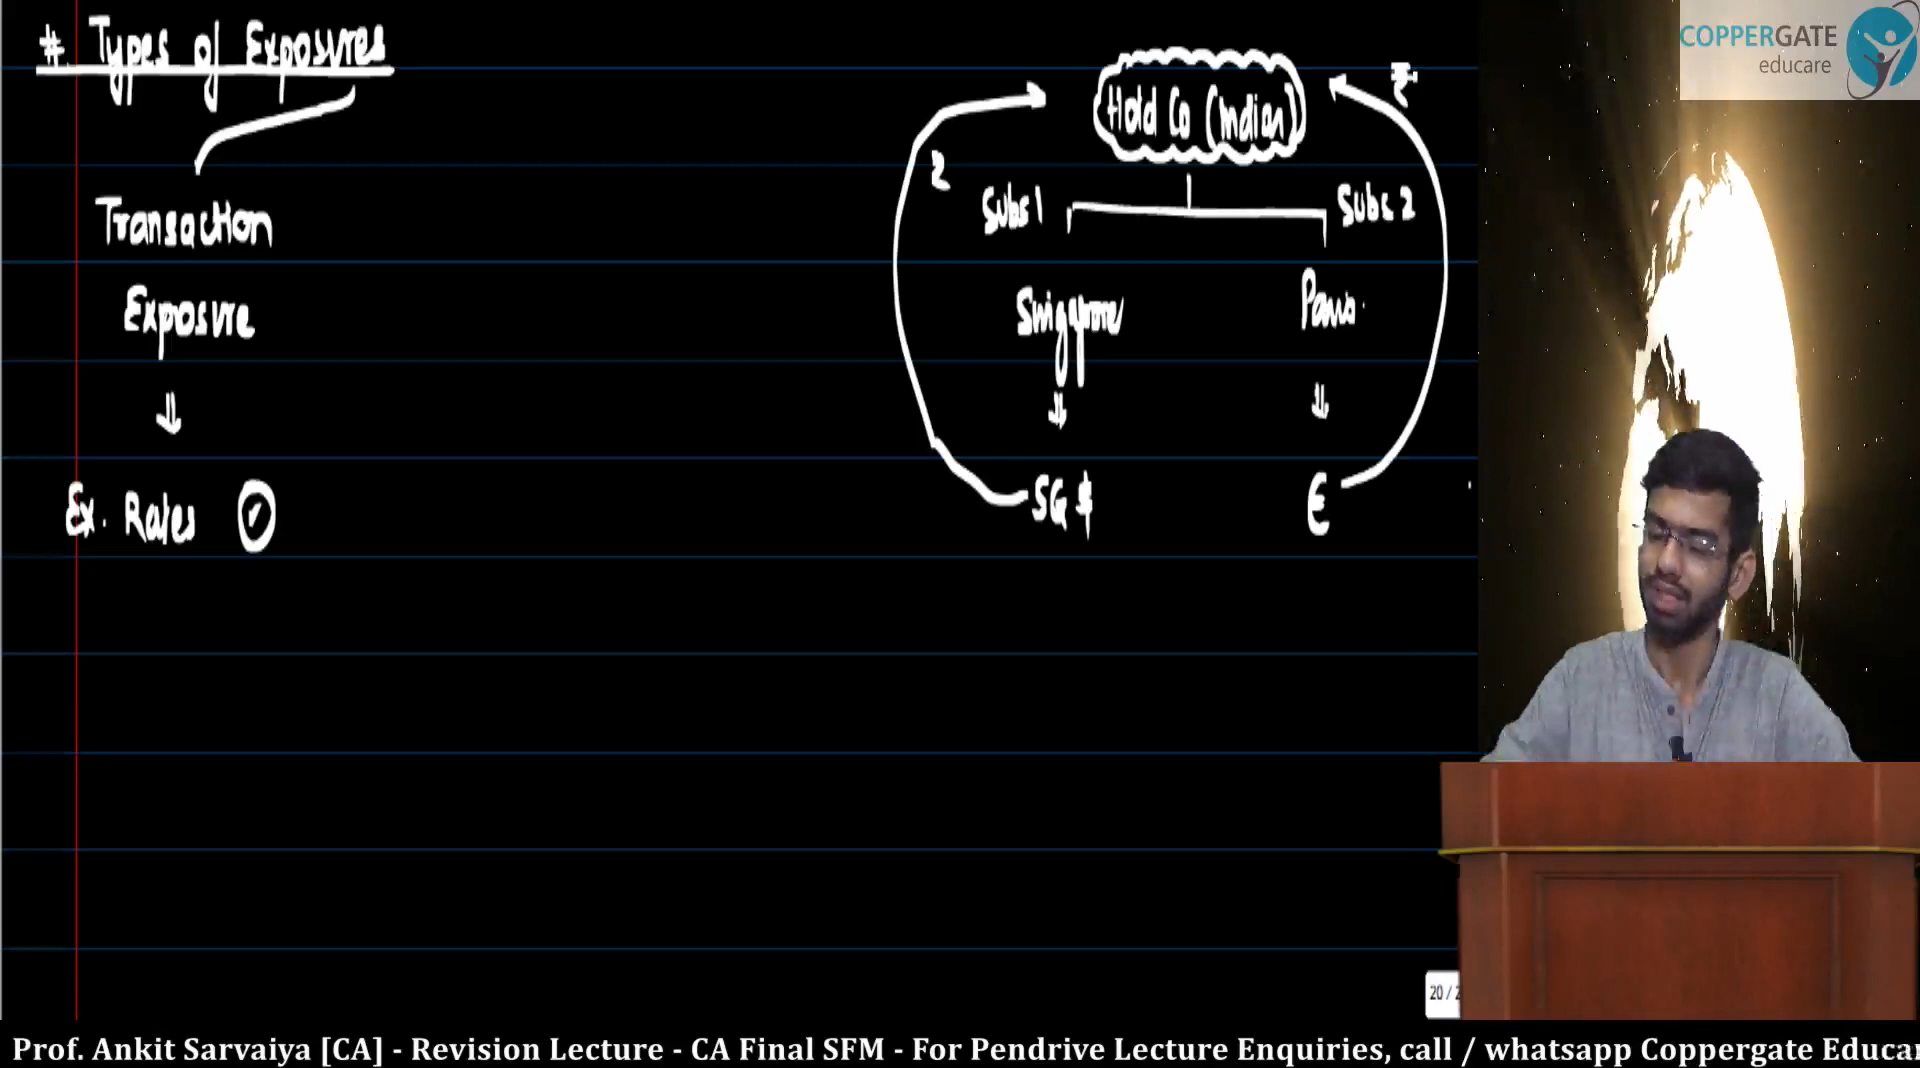 # Types of Exposures
Transaction
Exposure
Ex. Rates
Hold Co (Indian)
₹
Subs 1
Subs 2
Singapore
Paris
SG $
€
COPPERGATE
educare
20 / 2
Prof. Ankit Sarvaiya [CA] - Revision Lecture - CA Final SFM - For Pendrive Lecture Enquiries, call / whatsapp Coppergate Educar